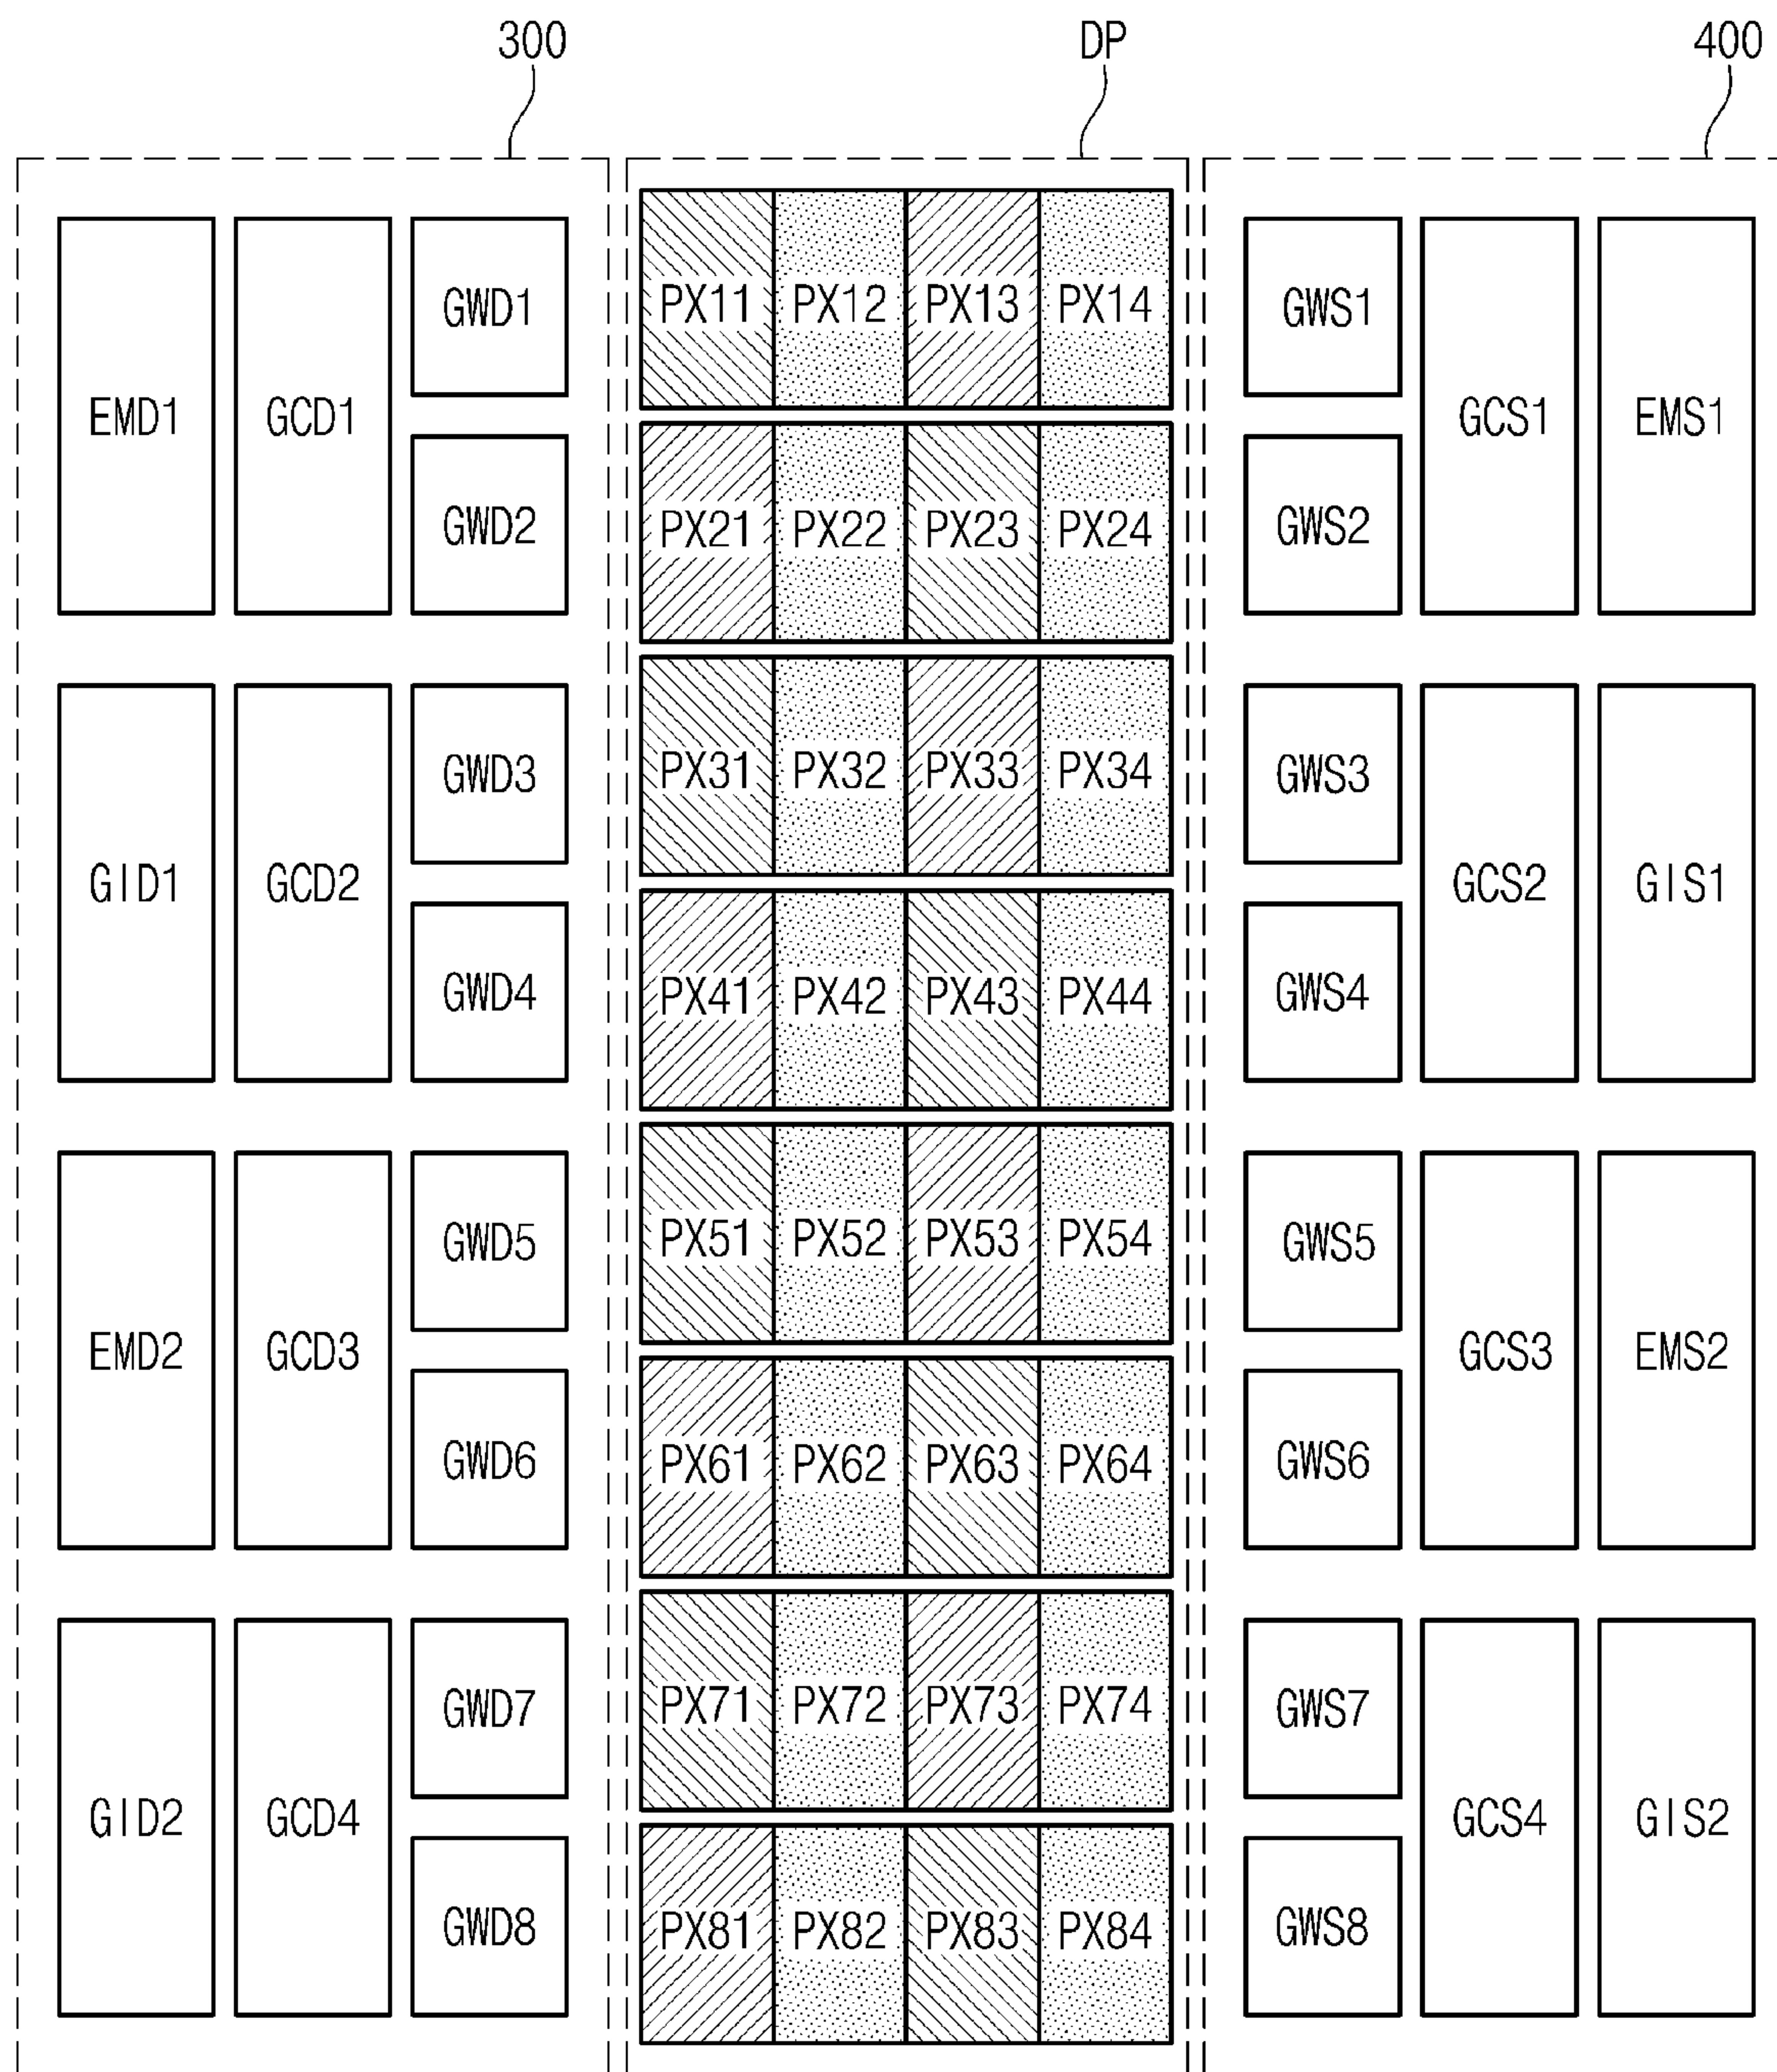 300 DP 400
GWD1 PX11 PX12 PX13 PX14 GWS1
EMD1 GCD1 GCS1 EMS1
GWD2 PX21 PX22 PX23 PX24 GWS2
GWD3 PX31 PX32 PX33 PX34 GWS3
GID1 GCD2 GCS2 GIS1
GWD4 PX41 PX42 PX43 PX44 GWS4
GWD5 PX51 PX52 PX53 PX54 GWS5
EMD2 GCD3 GCS3 EMS2
GWD6 PX61 PX62 PX63 PX64 GWS6
GWD7 PX71 PX72 PX73 PX74 GWS7
GID2 GCD4 GCS4 GIS2
GWD8 PX81 PX82 PX83 PX84 GWS8